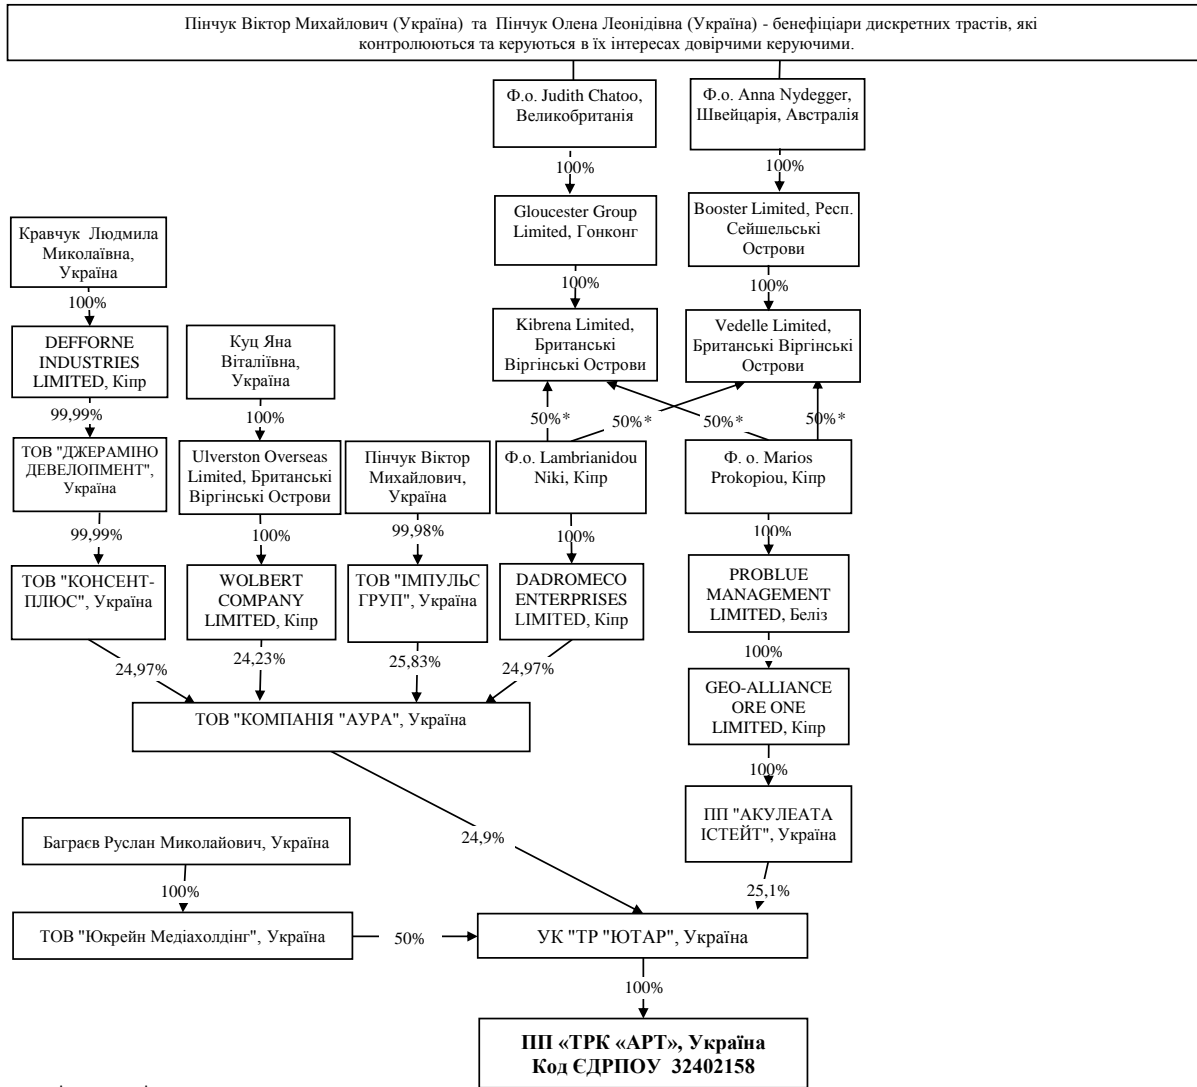 Пінчук Віктор Михайлович (Україна) та Пінчук Олена Леонідівна (Україна) - бенефіціари дискретних трастів, які
контролюються та керуються в їх інтересах довірчими керуючими.
Ф.о. Judith Chatoo,
Великобританія
Ф.о. Anna Nydegger,
Швейцарія, Австралія
100%
100%
Gloucester Group
Limited, Гонконг
Booster Limited, Респ.
Сейшельські
Острови
Кравчук Людмила
Миколаївна,
Україна
100%
100%
100%
Kibrena Limited,
Британські
Віргінські Острови
Vedelle Limited,
Британські Віргінські
Острови
DEFFORNE
INDUSTRIES
LIMITED, Кіпр
Куц Яна
Віталіївна,
Україна
99,99%
100%
50%*
50%*
50%*
50%*
ТОВ "ДЖЕРАМІНО
ДЕВЕЛОПМЕНТ",
Україна
Ulverston Overseas
Limited, Британські
Віргінські Острови
Пінчук Віктор
Михайлович,
Україна
Ф.о. Lambrianidou
Niki, Кіпр
Ф. о. Marios
Prokopiou, Кіпр
99,99%
100%
99,98%
100%
100%
ТОВ "КОНСЕНТ-
ПЛЮС", Україна
WOLBERT
COMPANY
LIMITED, Кіпр
ТОВ "ІМПУЛЬС
ГРУП", Україна
DADROMECO
ENTERPRISES
LIMITED, Кіпр
PROBLUE
MANAGEMENT
LIMITED, Беліз
24,97%
24,23%
25,83%
24,97%
100%
ТОВ "КОМПАНІЯ "АУРА", Україна
GEO-ALLIANCE
ORE ONE
LIMITED, Кіпр
100%
ПП "АКУЛЕАТА
ІСТЕЙТ", Україна
Баграєв Руслан Миколайович, Україна
24,9%
100%
25,1%
ТОВ "Юкрейн Медіахолдінг", Україна
50%
УК "ТР "ЮТАР", Україна
100%
ПП «ТРК «АРТ», Україна
Код ЄДРПОУ 32402158